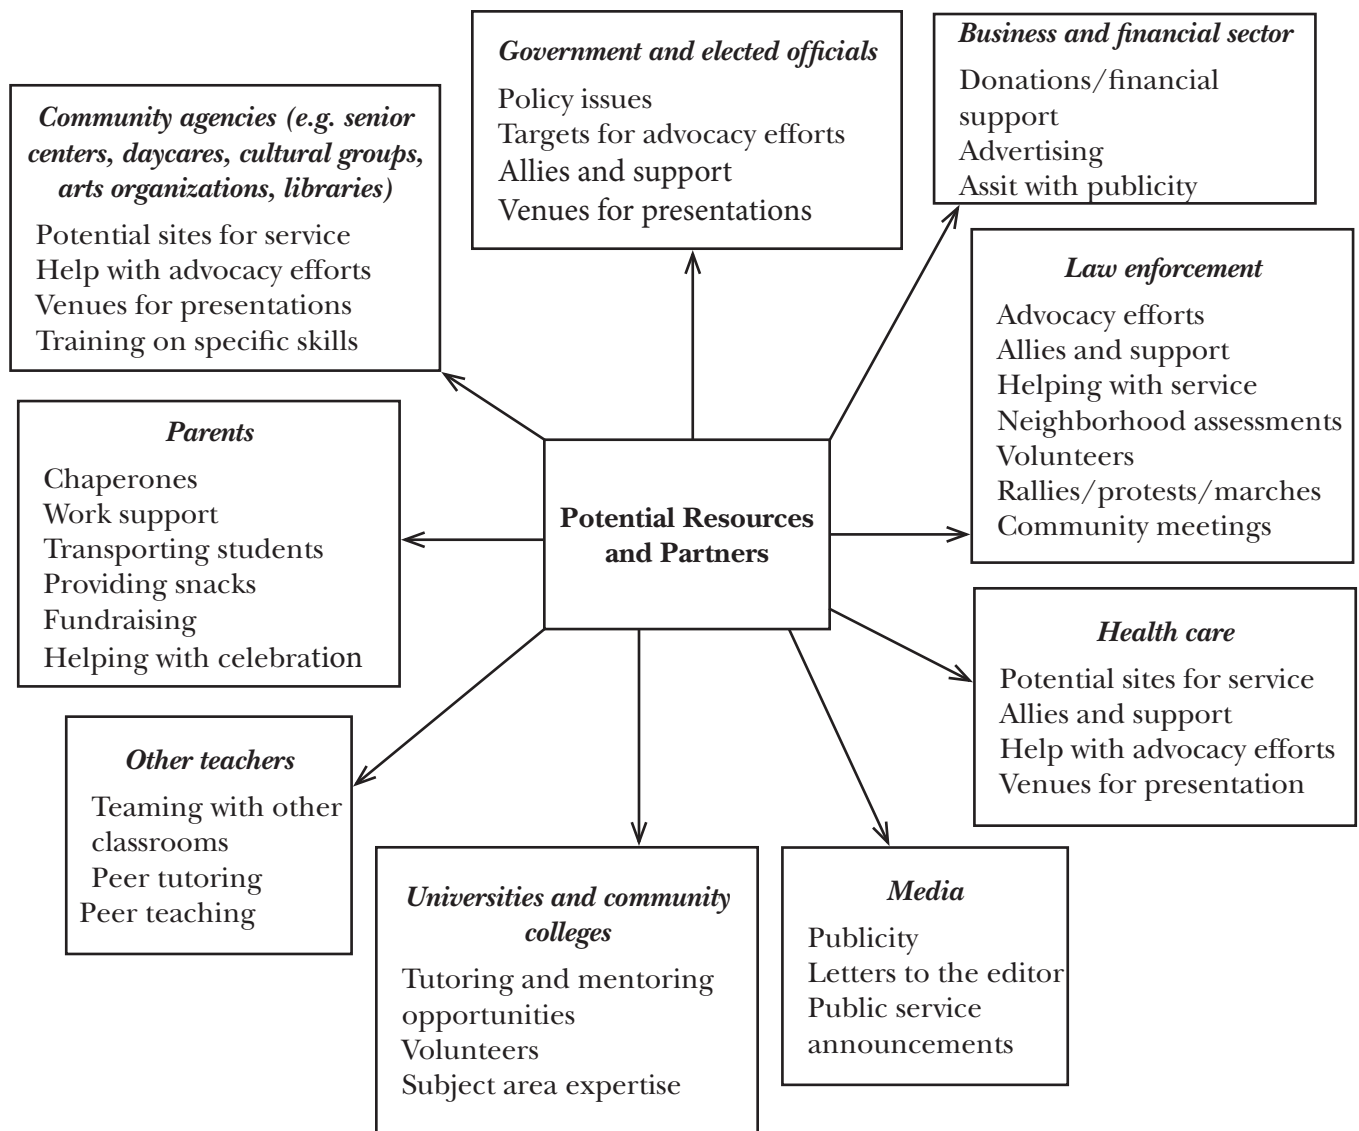 Government and elected officials
Policy issues
Targets for advocacy efforts
Allies and support
Venues for presentations
Business and financial sector
Donations/financial
support
Advertising
Assit with publicity
Community agencies (e.g. senior
centers, daycares, cultural groups,
arts organizations, libraries)
Potential sites for service
Help with advocacy efforts
Venues for presentations
Training on specific skills
Law enforcement
Advocacy efforts
Allies and support
Helping with service
Neighborhood assessments
Volunteers
Rallies/protests/marches
Community meetings
Parents
Chaperones
Work support
Transporting students
Providing snacks
Fundraising
Helping with celebration
Potential Resources
and Partners
Health care
Potential sites for service
Allies and support
Help with advocacy efforts
Venues for presentation
Other teachers
Teaming with other
classrooms
Peer tutoring
Peer teaching
Universities and community
colleges
Tutoring and mentoring
opportunities
Volunteers
Subject area expertise
Media
Publicity
Letters to the editor
Public service
announcements